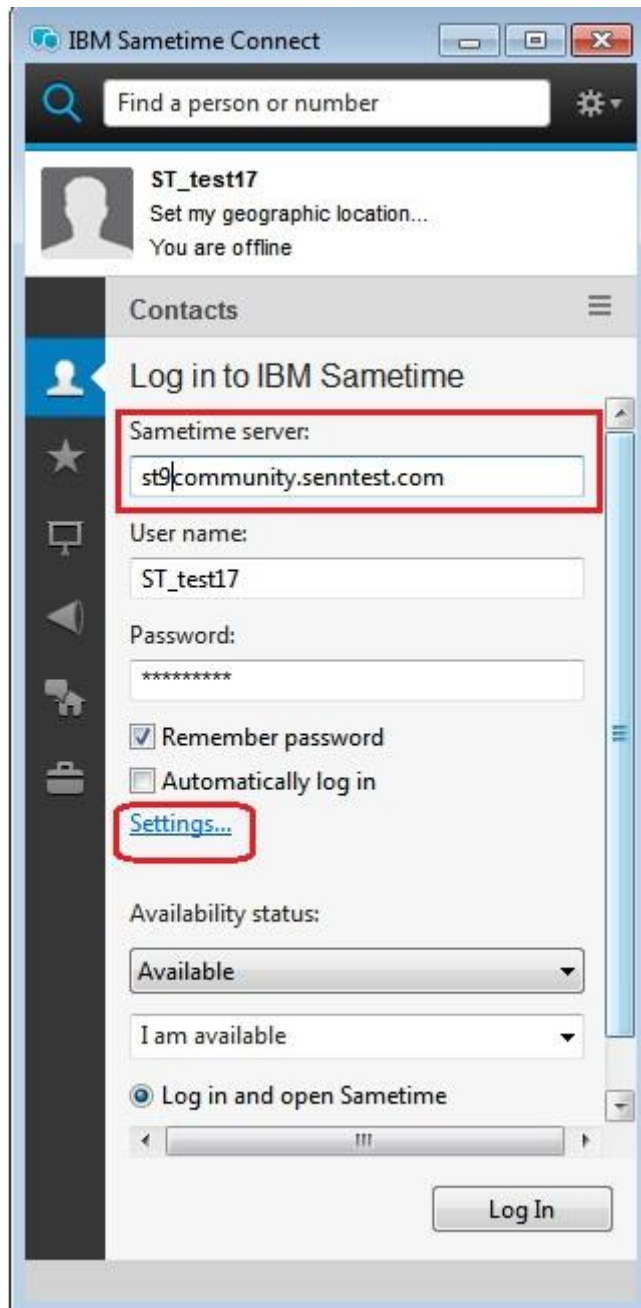 IBM Sametime Connect
Find a person or number
ST_test17
Set my geographic location...
You are offline
Contacts
Log in to IBM Sametime
Sametime server:
st9community.senntest.com
User name:
ST_test17
Password:
*********
Remember password
Automatically log in
Settings...
Availability status:
Available
I am available
Log in and open Sametime
Log In